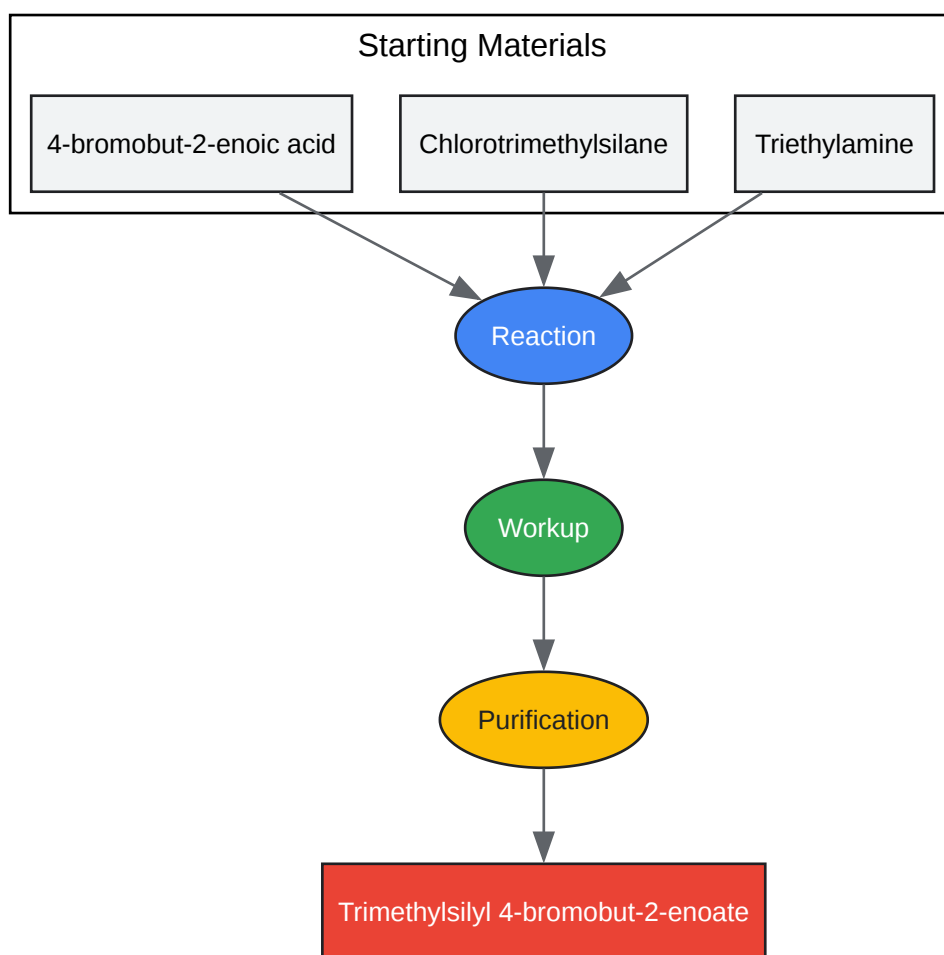 Starting Materials
4-bromobut-2-enoic acid
Chlorotrimethylsilane
Triethylamine
Reaction
Workup
Purification
Trimethylsilyl 4-bromobut-2-enoate